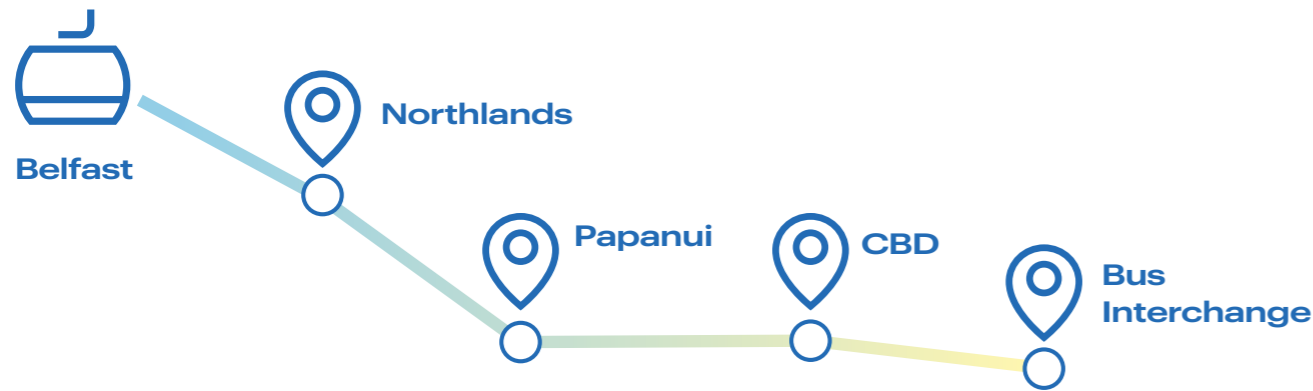 Belfast
Northlands
Papanui
CBD
Bus
Interchange